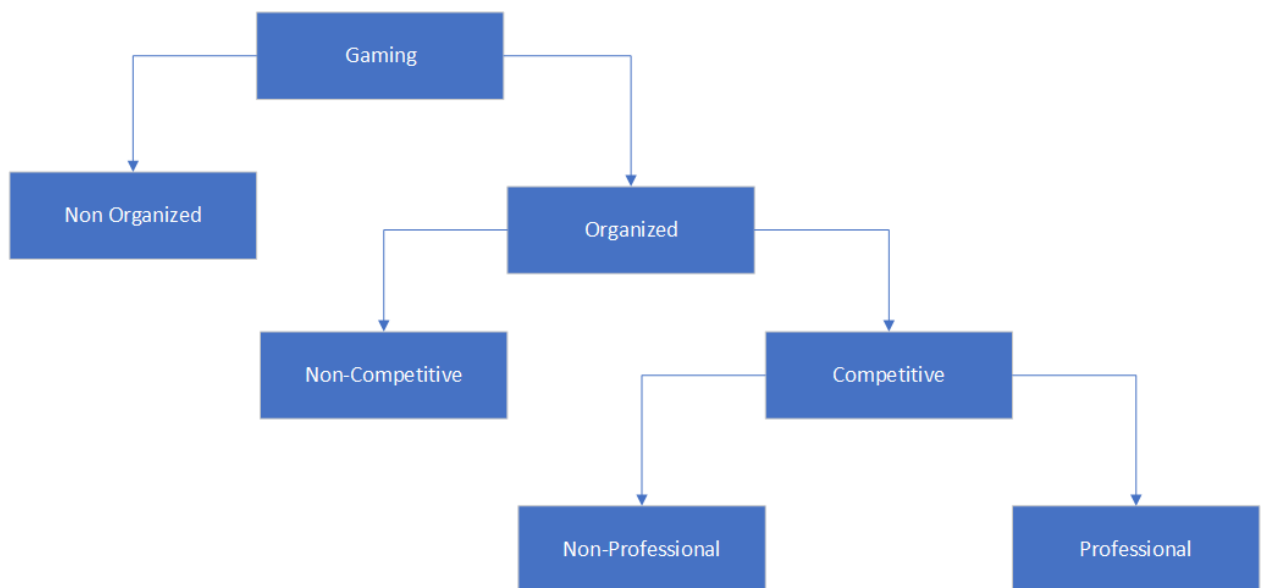 Gaming
Non Organized
Organized
Non-Competitive
Competitive
Non-Professional
Professional